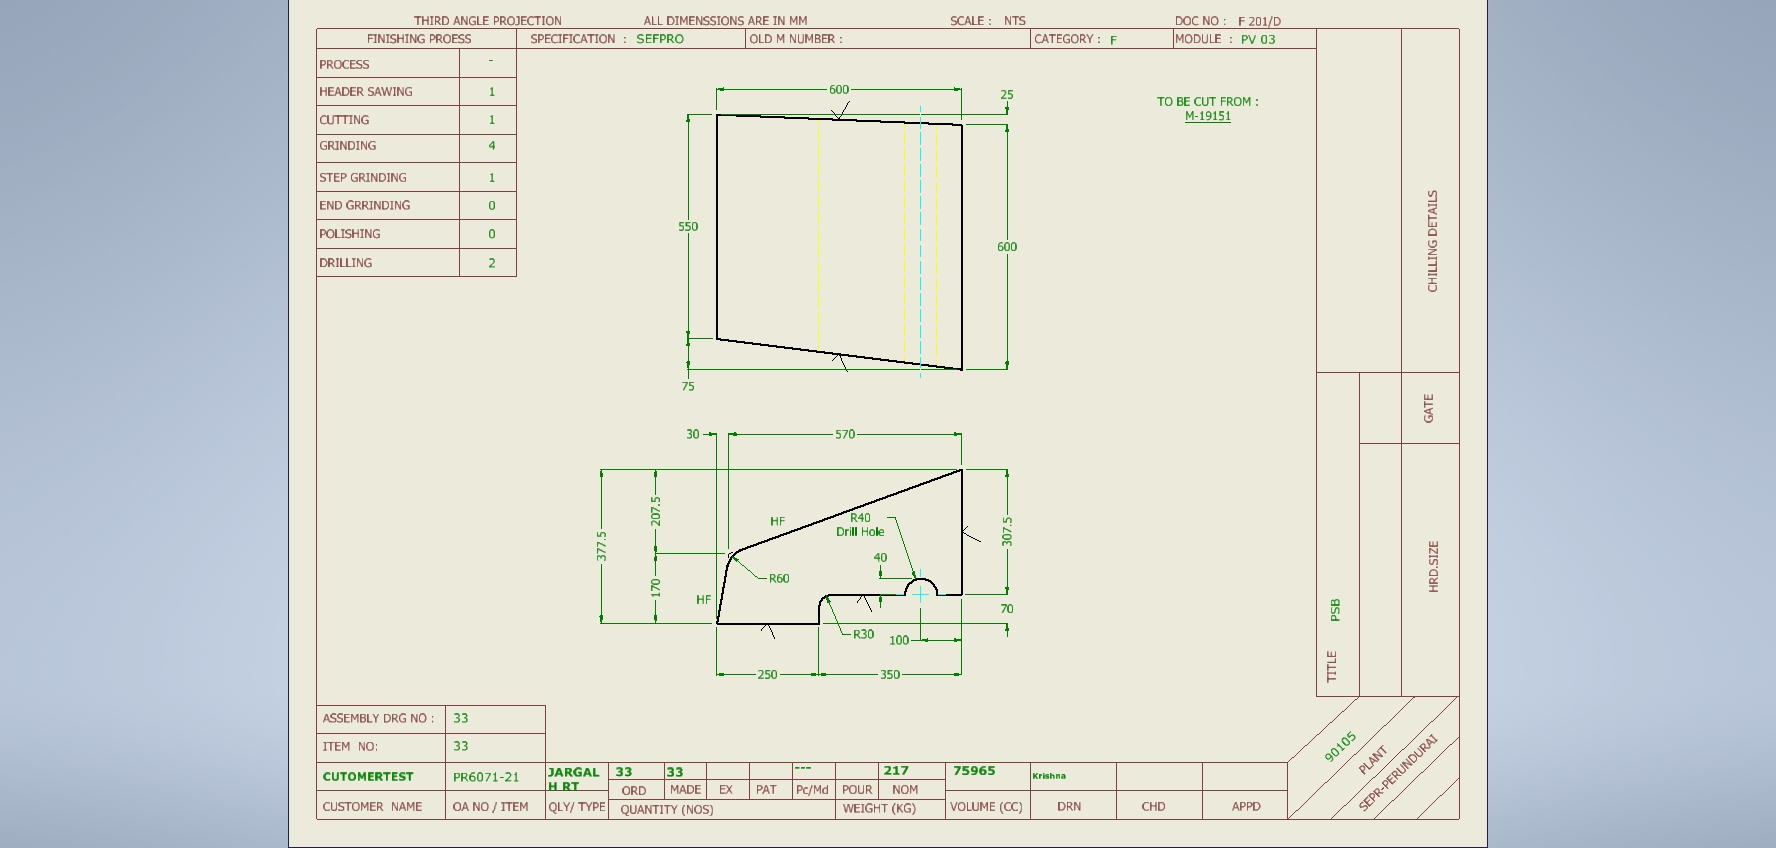 THIRD ANGLE PROJECTION ALL DIMENSSIONS ARE IN MM SCALE : NTS DOC NO : F 201/D
FINISHING PROESS SPECIFICATION : SEFPRO OLD M NUMBER : CATEGORY : F MODULE : PV 03
PROCESS -
HEADER SAWING 1
CUTTING 1
GRINDING 4
STEP GRINDING 1
END GRRINDING 0
POLISHING 0
DRILLING 2
600
25
TO BE CUT FROM :
M-19151
550
600
75
CHILLING DETAILS
GATE
HRD.SIZE
TITLE PSB
30 570
207.5
377.5
170
HF
R40
Drill Hole
307.5
40
R60
HF
70
R30
100
250 350
ASSEMBLY DRG NO : 33
ITEM NO: 33
CUTOMERTEST PR6071-21 JARGAL
H RT
33 33 --- 217 75965 Krishna
ORD MADE EX PAT Pc/Md POUR NOM
CUSTOMER NAME OA NO / ITEM QLY/ TYPE QUANTITY (NOS) WEIGHT (KG) VOLUME (CC) DRN CHD APPD
90105
PLANT
SEPR-PERUNDURAI